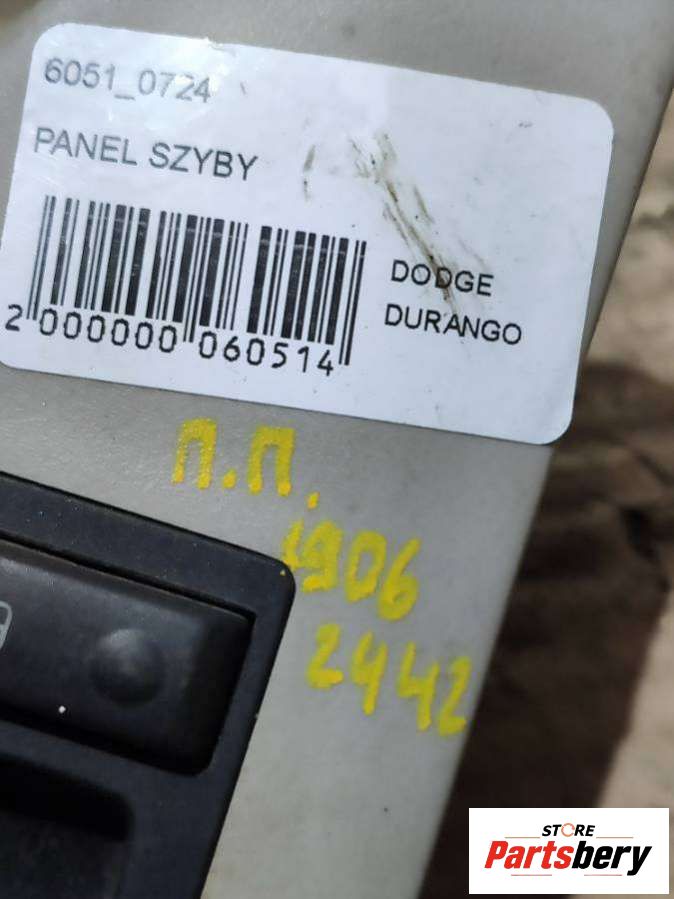 6051_0724
PANEL SZYBY
DODGE
DURANGO
2 000000 060514
П.П.
1906
2442
STORE
Partsbery